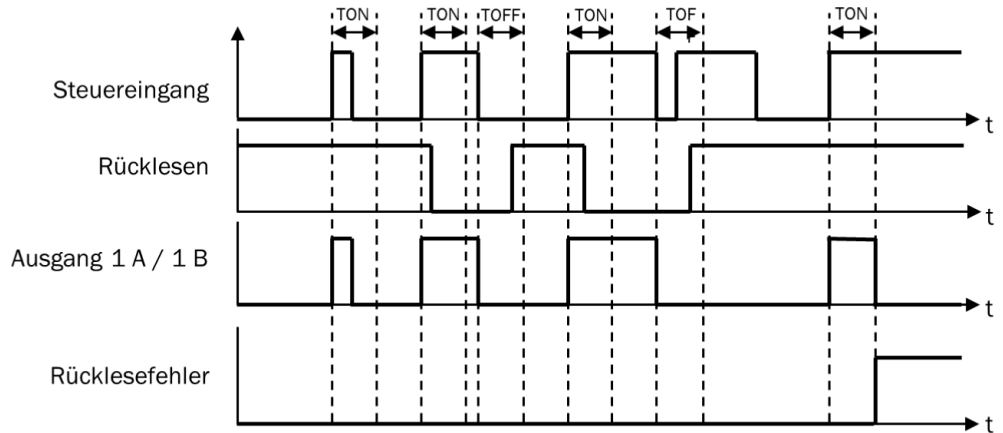 TON TON TOFF TON TOF TON
Steuereingang
t
Rücklesen
t
Ausgang 1 A / 1 B
t
Rücklesefehler
t